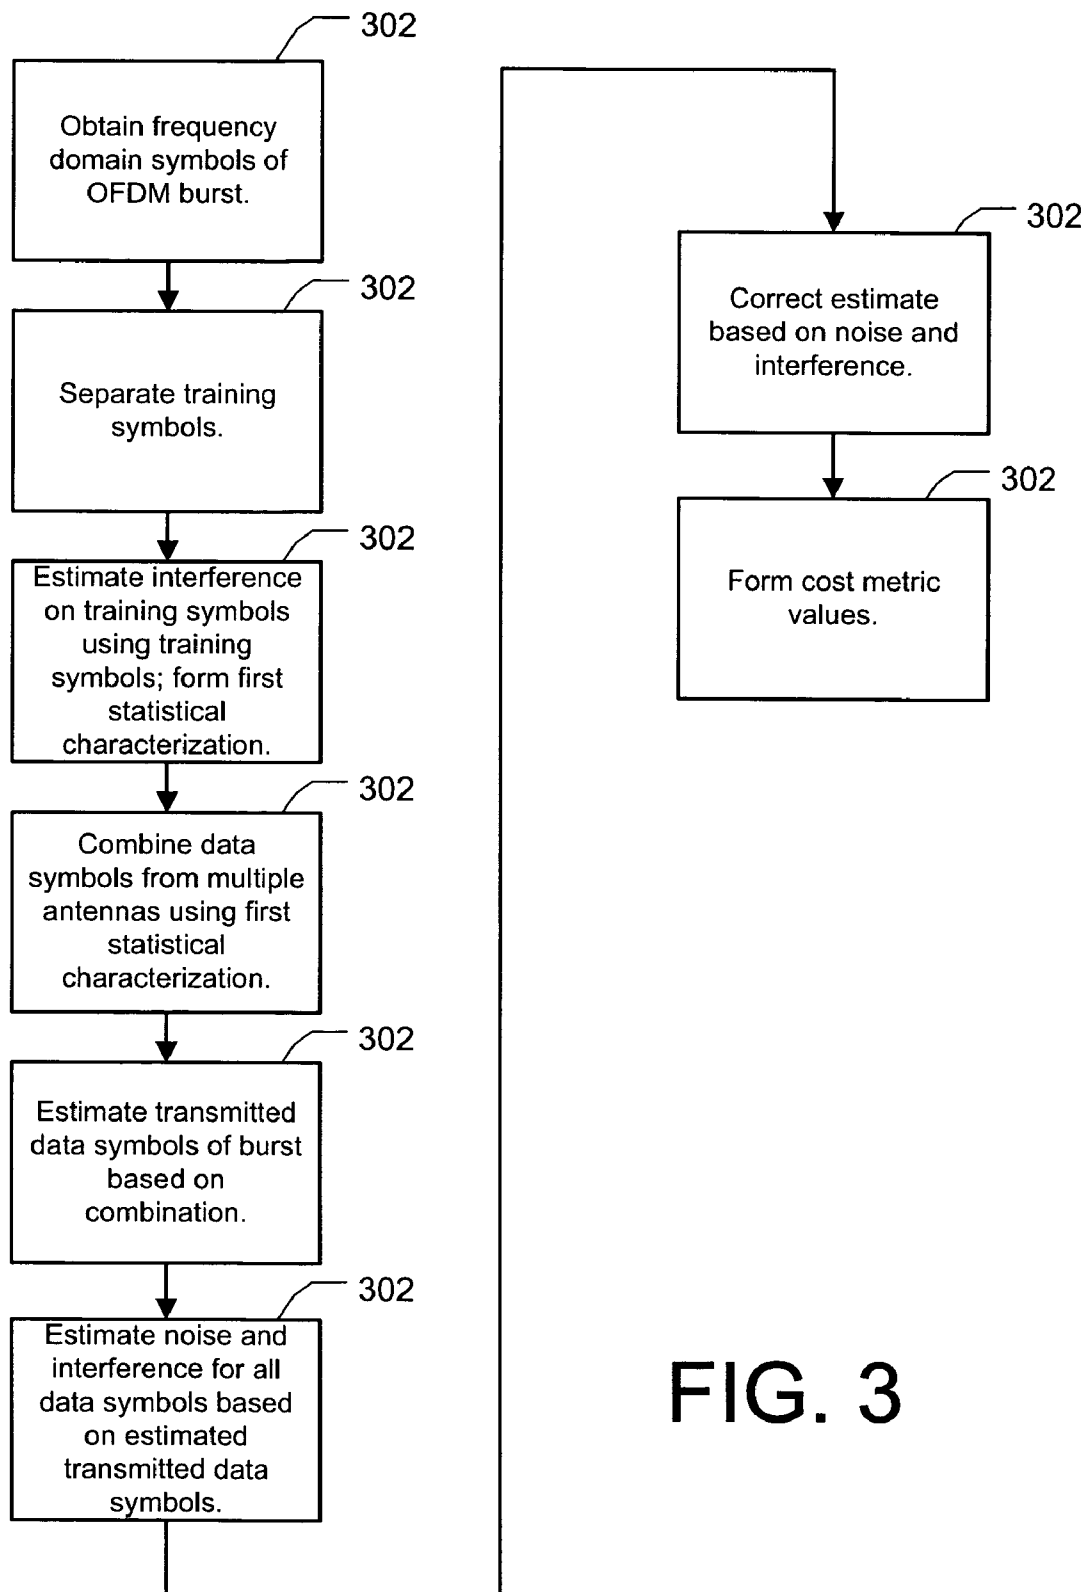 302
Obtain frequency
domain symbols of
OFDM burst.
302
Separate training
symbols.
302
Estimate interference
on training symbols
using training
symbols; form first
statistical
characterization.
302
Combine data
symbols from multiple
antennas using first
statistical
characterization.
302
Estimate transmitted
data symbols of burst
based on
combination.
302
Estimate noise and
interference for all
data symbols based
on estimated
transmitted data
symbols.
302
Correct estimate
based on noise and
interference.
302
Form cost metric
values.
FIG. 3